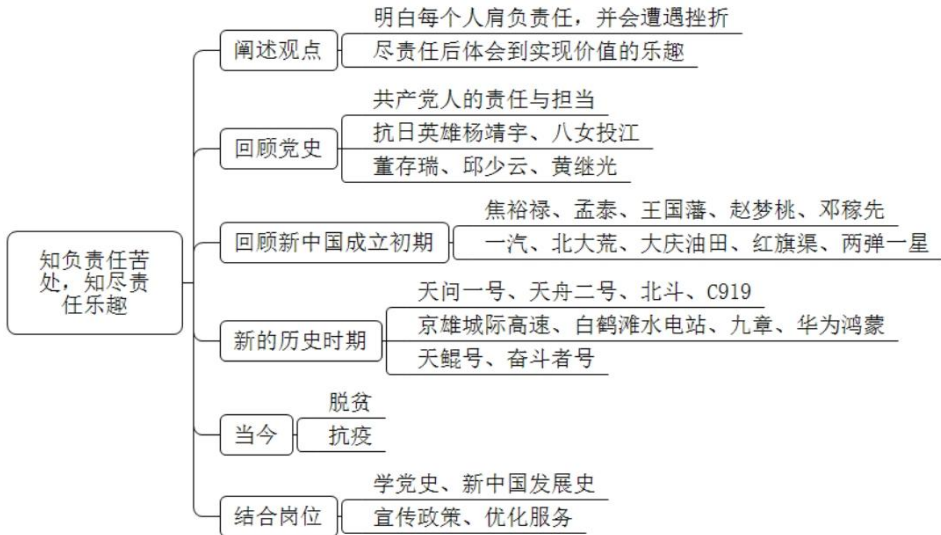 知负责任苦
处，知尽责
任乐趣
阐述观点
明白每个人肩负责任，并会遭遇挫折
尽责任后体会到实现价值的乐趣
回顾党史
共产党人的责任与担当
抗日英雄杨靖宇、八女投江
董存瑞、邱少云、黄继光
回顾新中国成立初期
焦裕禄、孟泰、王国藩、赵梦桃、邓稼先
一汽、北大荒、大庆油田、红旗渠、两弹一星
新的历史时期
天问一号、天舟二号、北斗、C919
京雄城际高速、白鹤滩水电站、九章、华为鸿蒙
天鲲号、奋斗者号
当今
脱贫
抗疫
结合岗位
学党史、新中国发展史
宣传政策、优化服务